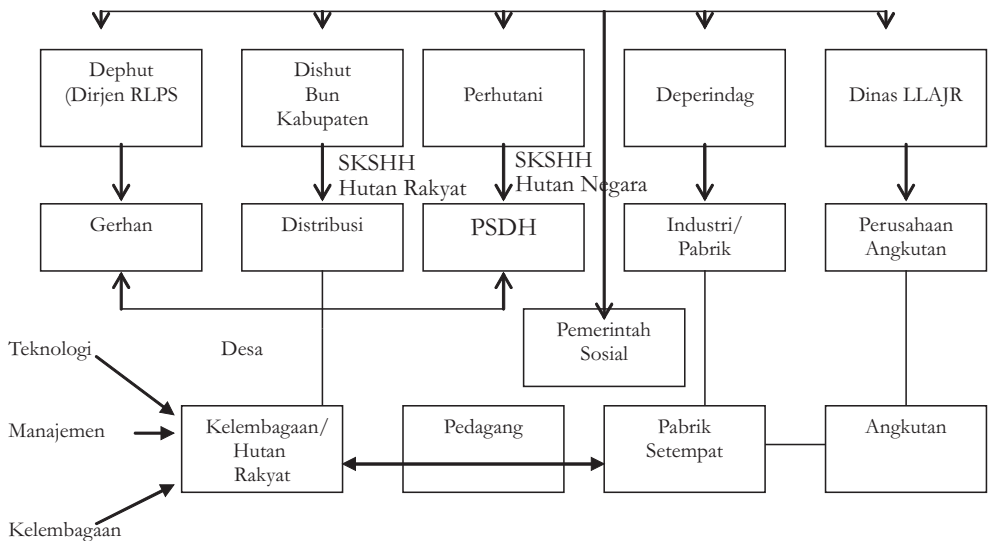 Dephut
(Dirjen RLPS
Dishut
Bun
Kabupaten
Perhutani
Deperindag
Dinas LLAJR
SKSHH
Hutan Rakyat
SKSHH
Hutan Negara
Gerhan
Distribusi
PSDH
Industri/
Pabrik
Perusahaan
Angkutan
Pemerintah
Sosial
Teknologi
Desa
Manajemen
Kelembagaan/
Hutan
Rakyat
Pedagang
Pabrik
Setempat
Angkutan
Kelembagaan